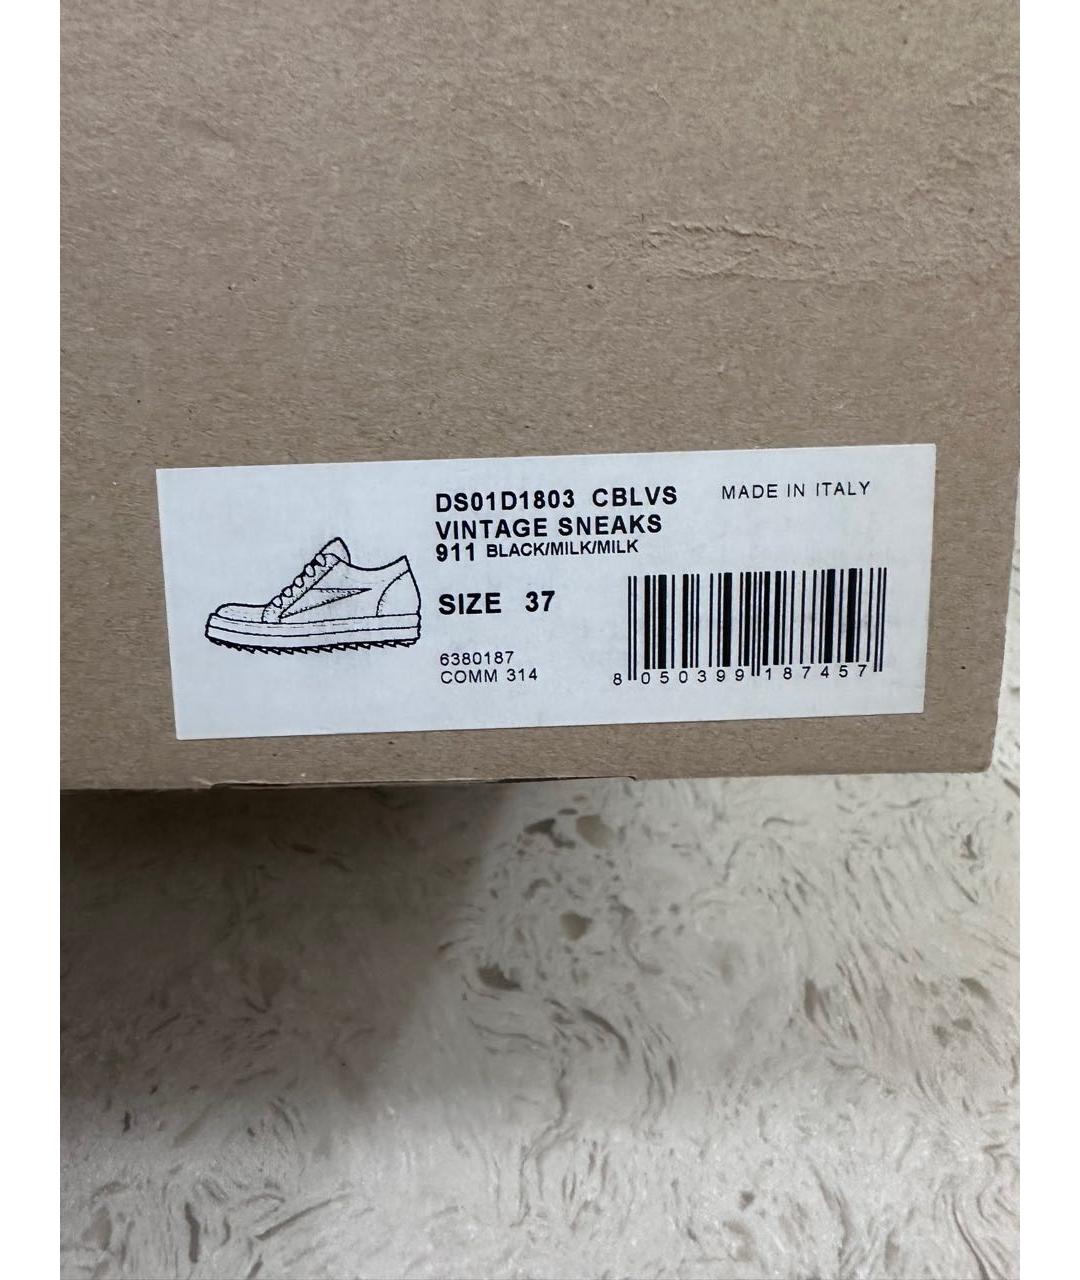 DS01D1803 CBLVS
MADE IN ITALY
VINTAGE SNEAKS
911 BLACK/MILK/MILK
SIZE 37
6380187
COMM 314
8 050399 187457